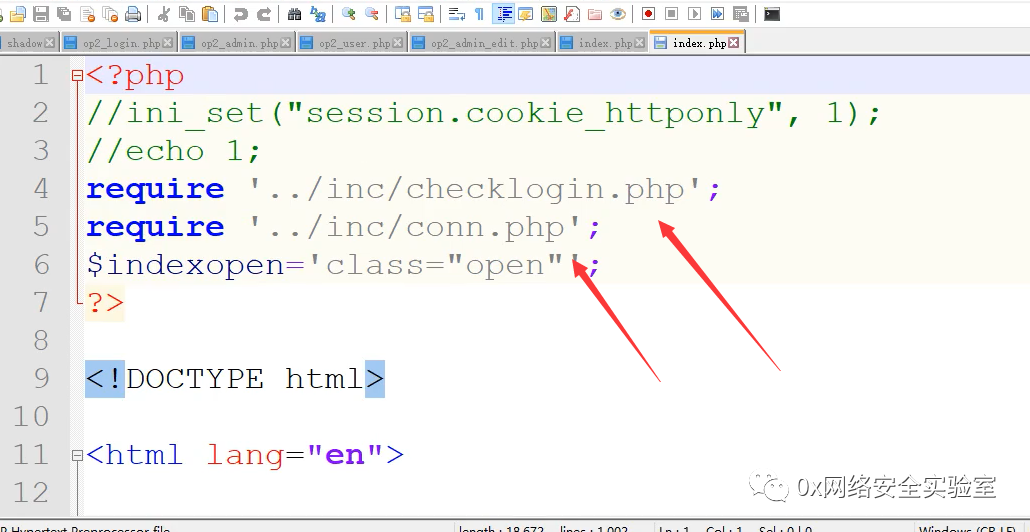 shadow op2_login.php op2_admin.php op2_user.php op2_admin_edit.php index.php index.php
1 <?php
2 //ini_set("session.cookie_httponly", 1);
3 //echo 1;
4 require '../inc/checklogin.php';
5 require '../inc/conn.php';
6 $indexopen='class="open"';
7 ?>
8
9 <!DOCTYPE html>
10
11 <html lang="en">
12
0x网络安全实验室
P Hypertext Preprocessor file length : 18,672 lines : 1,002 Ln : 1 Col : 1 Sel : 0 | 0 Windows (CR LF)